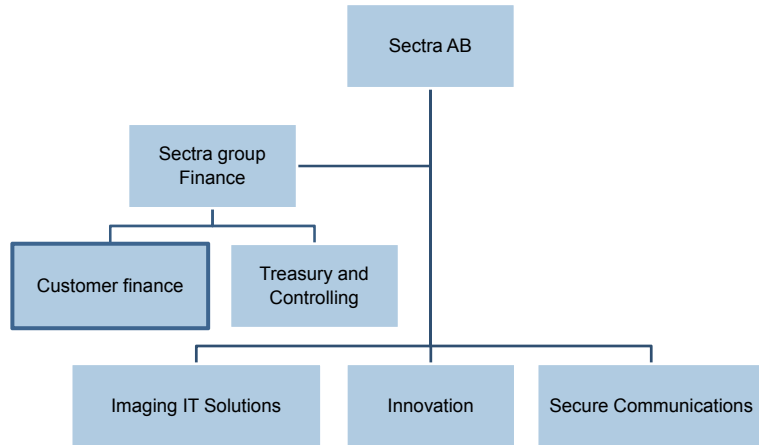 Sectra AB
Sectra group
Finance
Customer finance
Treasury and
Controlling
Imaging IT Solutions
Innovation
Secure Communications